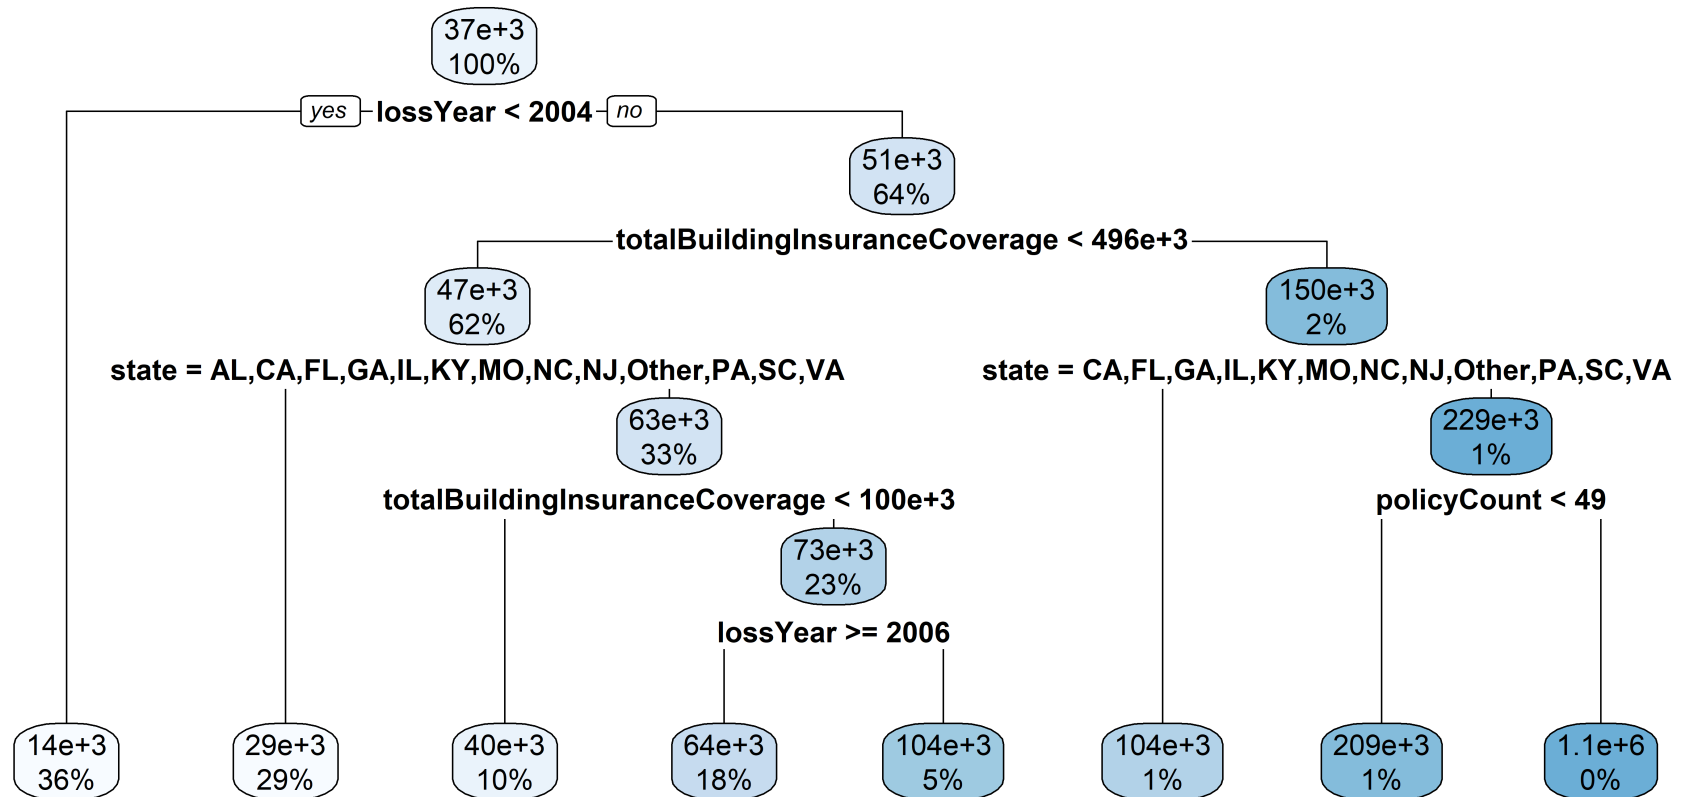 37e+3
100%
yes lossYear < 2004 no
51e+3
64%
totalBuildingInsuranceCoverage < 496e+3
47e+3
62%
150e+3
2%
state = AL,CA,FL,GA,IL,KY,MO,NC,NJ,Other,PA,SC,VA
state = CA,FL,GA,IL,KY,MO,NC,NJ,Other,PA,SC,VA
63e+3
33%
229e+3
1%
totalBuildingInsuranceCoverage < 100e+3
policyCount < 49
73e+3
23%
lossYear >= 2006
14e+3
36%
29e+3
29%
40e+3
10%
64e+3
18%
104e+3
5%
104e+3
1%
209e+3
1%
1.1e+6
0%